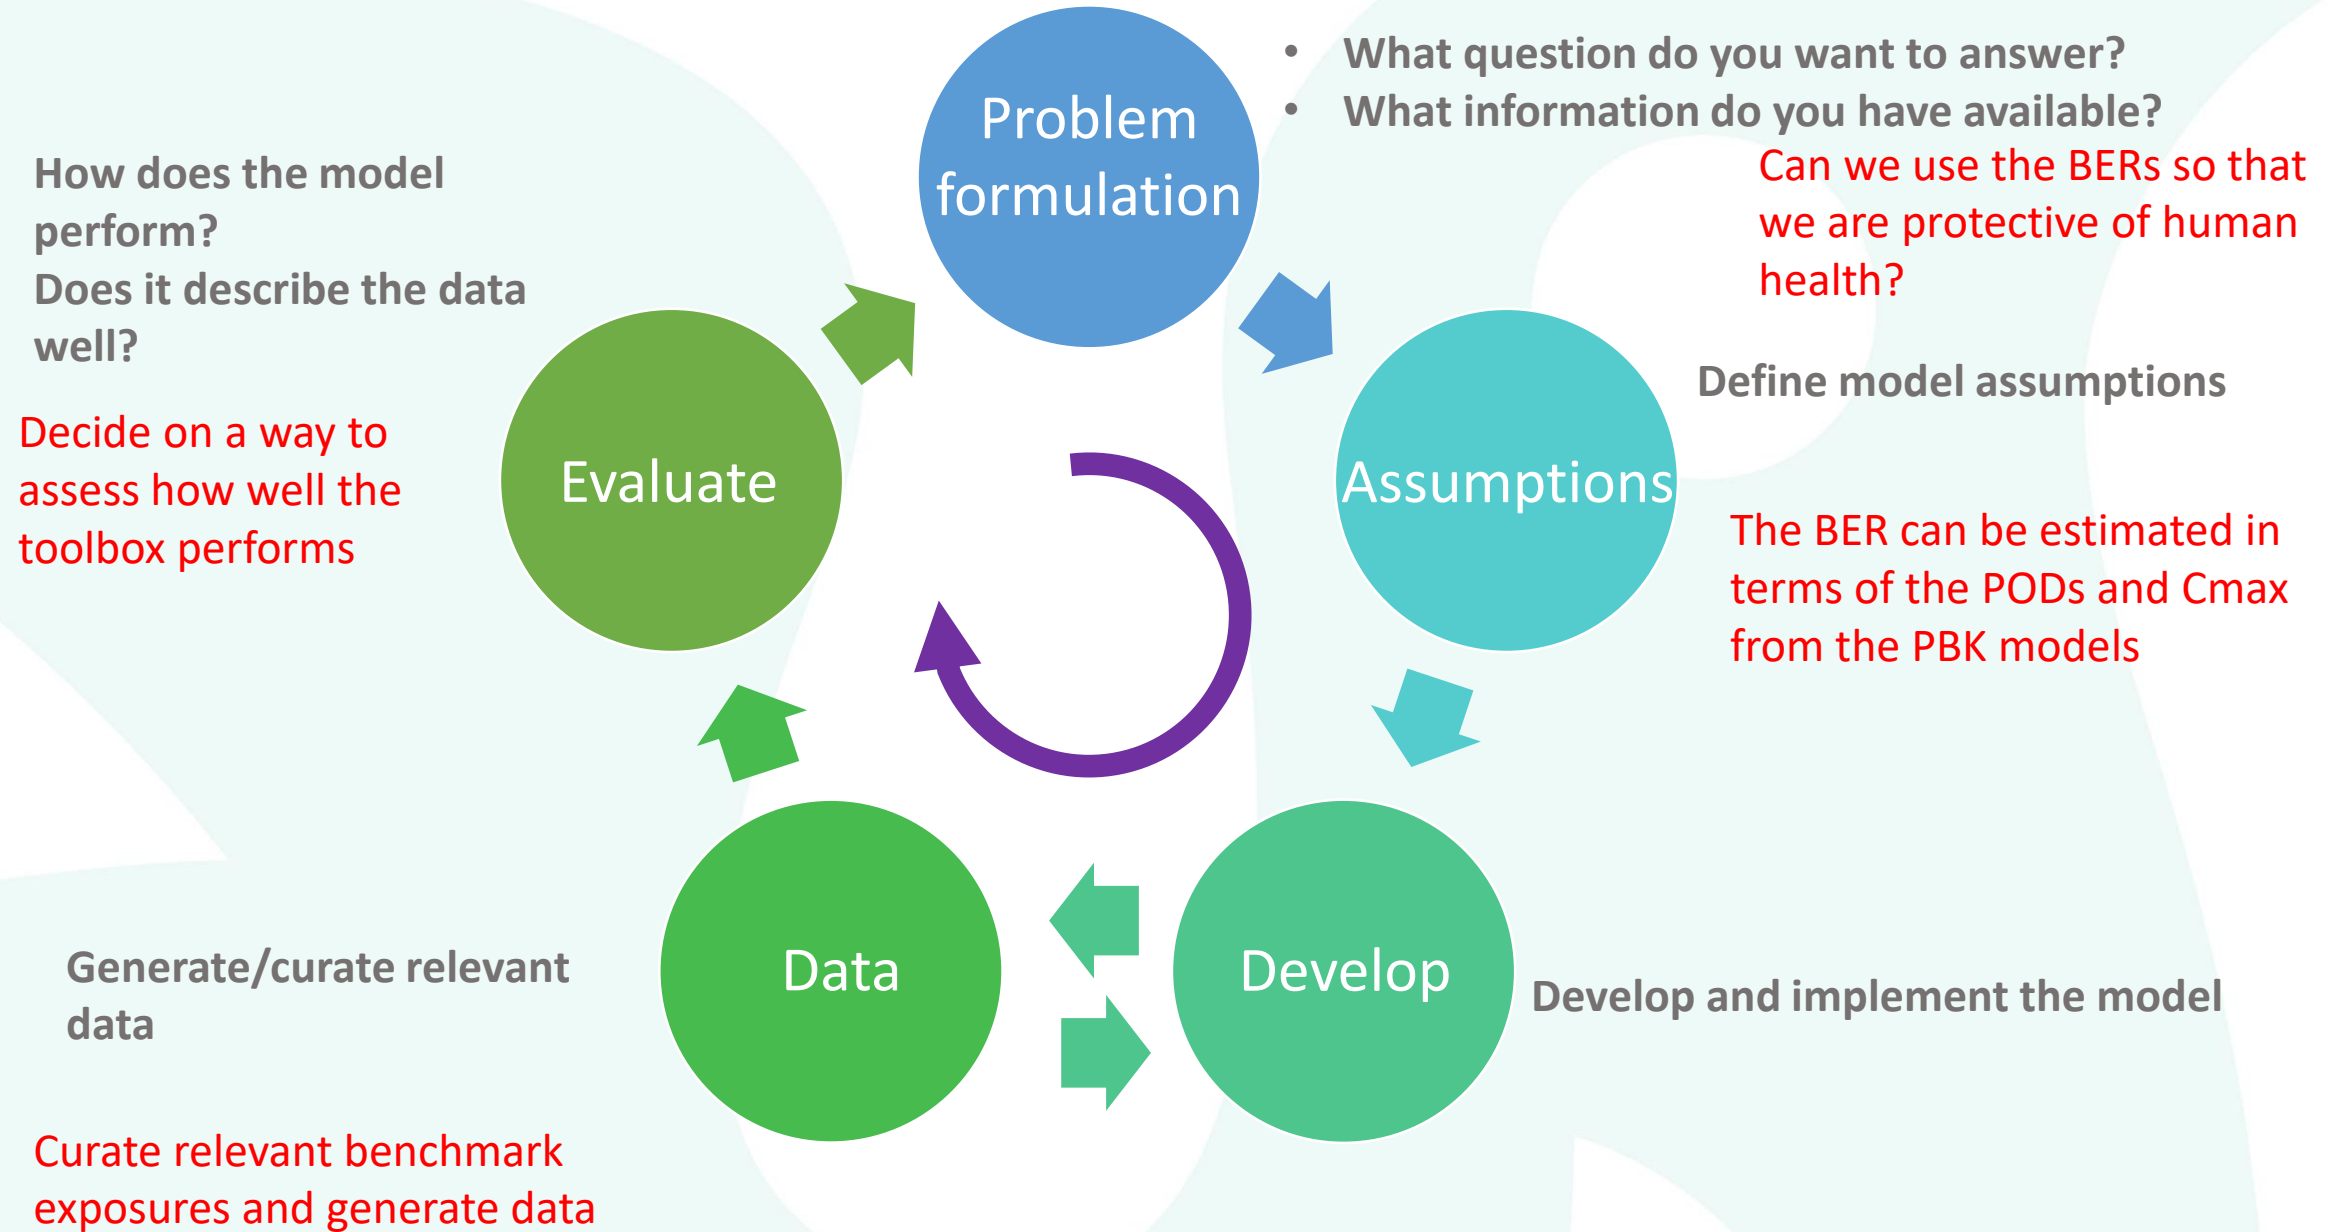 Problem
formulation
• What question do you want to answer?
• What information do you have available?
Can we use the BERs so that
we are protective of human
health?
Assumptions
Define model assumptions
The BER can be estimated in
terms of the PODs and Cmax
from the PBK models
Develop
Develop and implement the model
Data
Generate/curate relevant
data
Curate relevant benchmark
exposures and generate data
Evaluate
How does the model
perform?
Does it describe the data
well?
Decide on a way to
assess how well the
toolbox performs